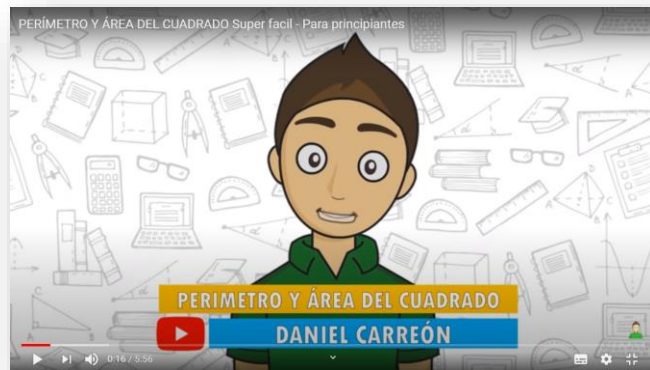 PERÍMETRO Y ÁREA DEL CUADRADO Super facil - Para principiantes
PERIMETRO Y ÁREA DEL CUADRADO
DANIEL CARREÓN
0:16 / 5:56